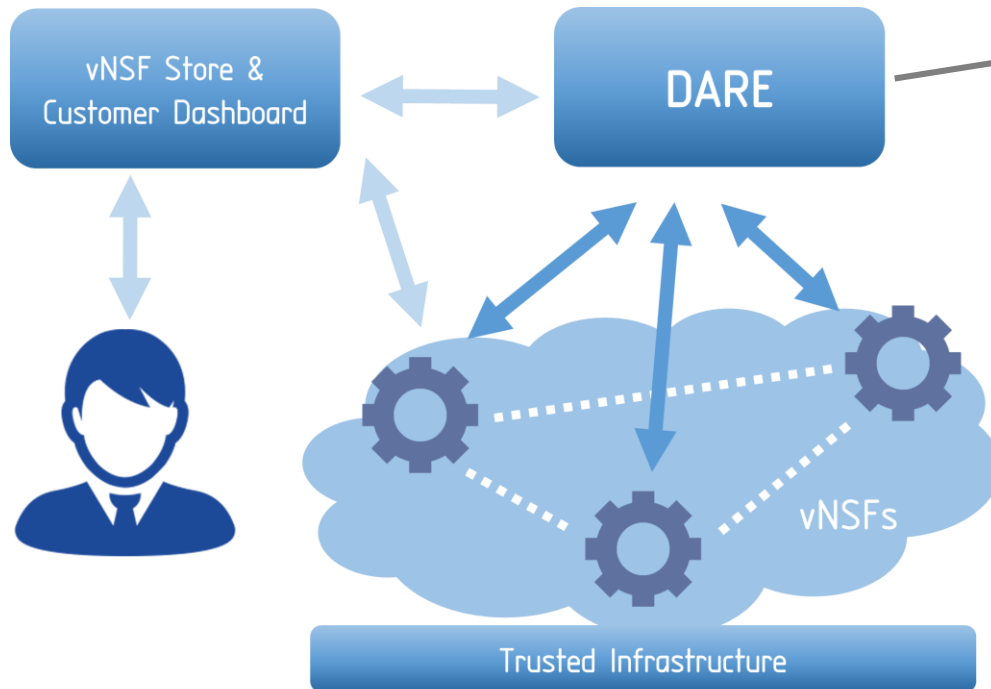 vNSF Store &
Customer Dashboard
DARE
vNSFs
Trusted Infrastructure